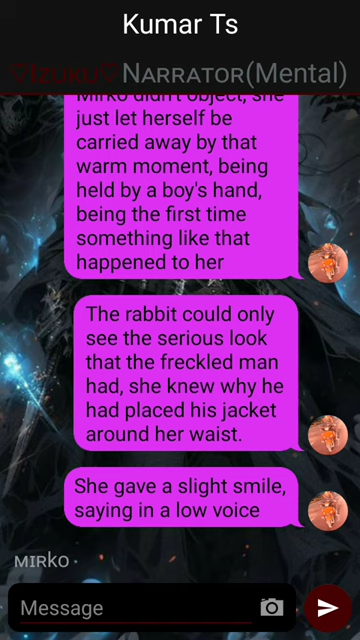 Kumar Ts
♡Izuku♡Narrator(Mental)
Mirko didn't object, she
just let herself be
carried away by that
warm moment, being
held by a boy's hand,
being the first time
something like that
happened to her
The rabbit could only
see the serious look
that the freckled man
had, she knew why he
had placed his jacket
around her waist.
She gave a slight smile,
saying in a low voice
ᴍɪʀko ·
Message